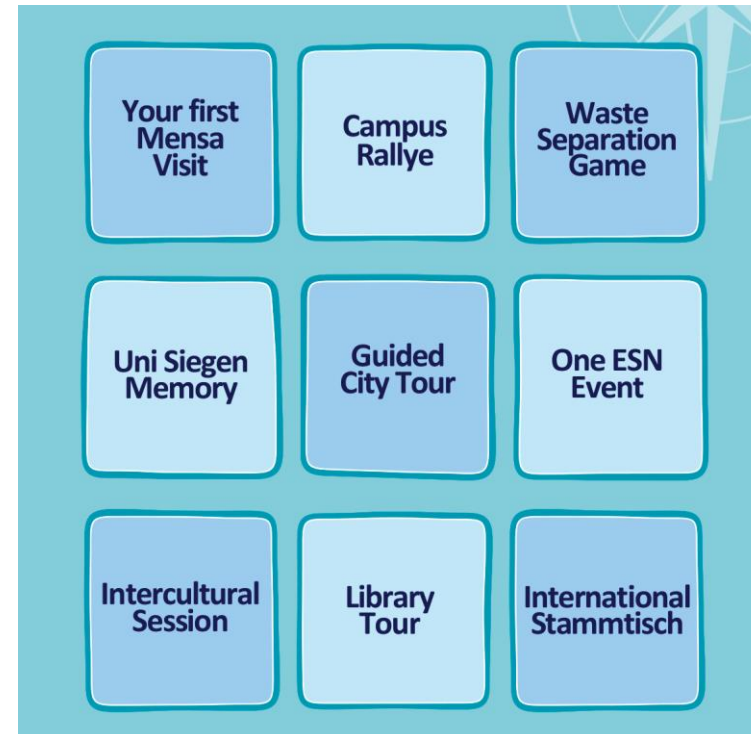 Your first
Mensa
Visit
Campus
Rallye
Waste
Separation
Game
Uni Siegen
Memory
Guided
City Tour
One ESN
Event
Intercultural
Session
Library
Tour
International
Stammtisch